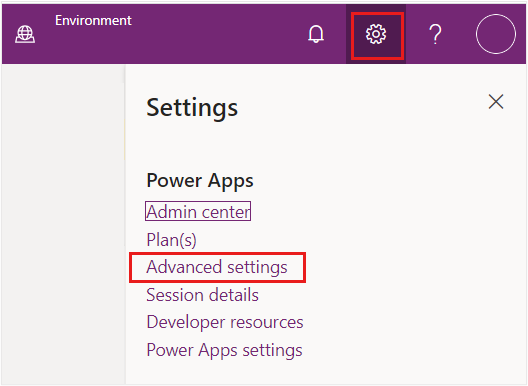 Environment
Settings
Power Apps
Admin center
Plan(s)
Advanced settings
Session details
Developer resources
Power Apps settings